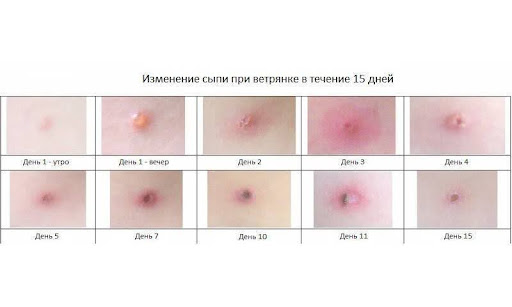 Изменение сыпи при ветрянке в течение 15 дней
День 1 - утро
День 1 - вечер
День 2
День 3
День 4
День 5
День 7
День 10
День 11
День 15